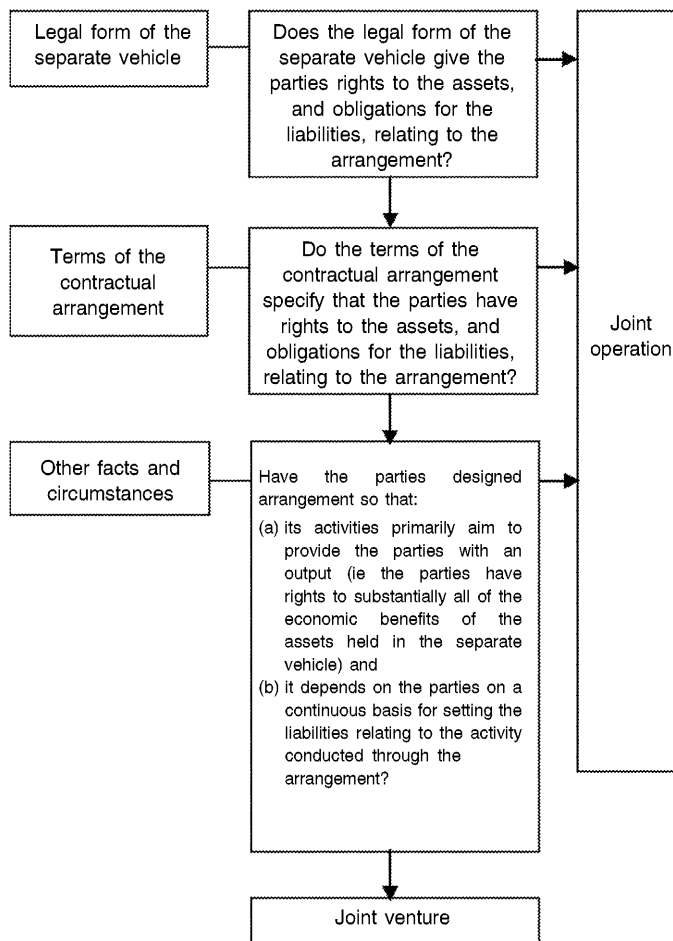 Legal form of the
separate vehicle
Does the legal form of
the separate vehicle give the
parties rights to the assets,
and obligations for the
liabilities, relating to the
arrangement?
Terms of the
contractual
arrangement
Do the terms of the
contractual arrangement
specify that the parties have
rights to the assets, and
obligations for the liabilities,
relating to the arrangement?
Joint
operation
Other facts and
circumstances
Have the parties designed
arrangement so that:
(a) its activities primarily aim to
provide the parties with an
output (ie the parties have
rights to substantially all of the
economic benefits of the
assets held in the separate
vehicle) and
(b) it depends on the parties on a
continuous basis for setting the
liabilities relating to the activity
conducted through the
arrangement?
Joint venture